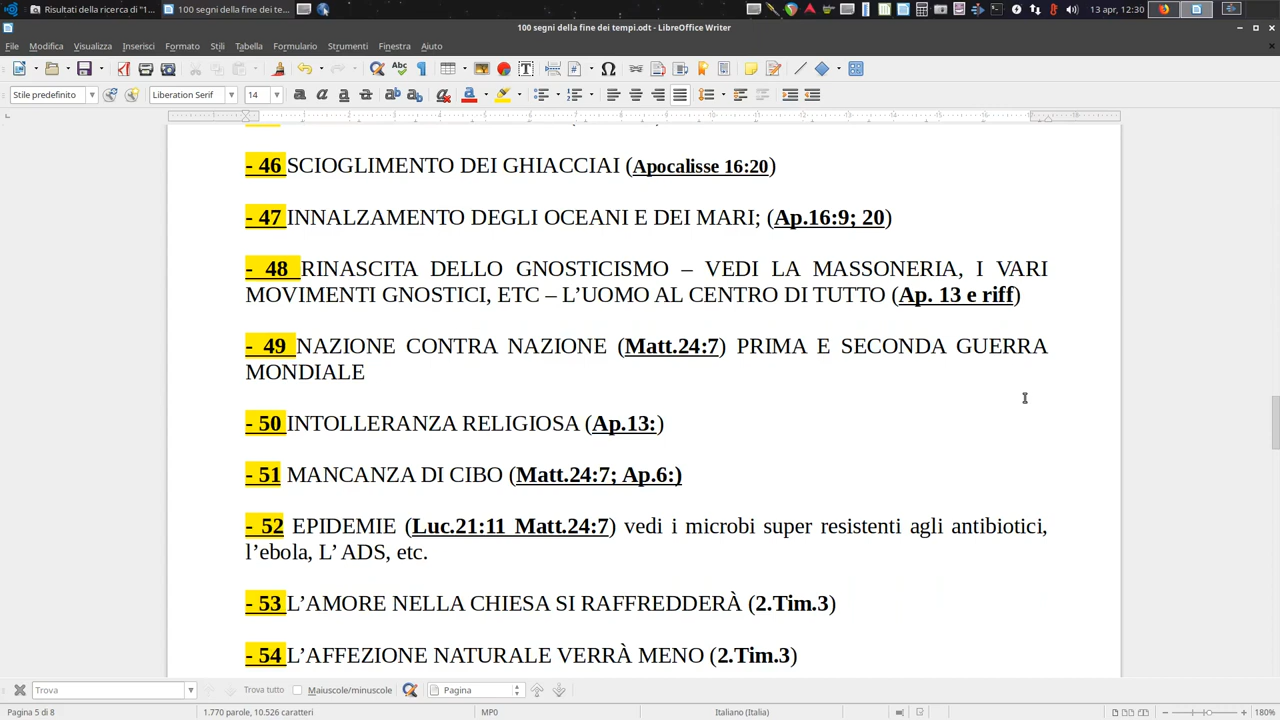 Risultati della ricerca di "1...
100 segni della fine dei te...
13 apr, 12:30
100 segni della fine dei tempi.odt - LibreOffice Writer
File Modifica Visualizza Inserisci Formato Stili Tabella Formulario Strumenti Finestra Aiuto
Stile predefinito Liberation Serif 14
- 46 SCIOGLIMENTO DEI GHIACCIAI (Apocalisse 16:20)
- 47 INNALZAMENTO DEGLI OCEANI E DEI MARI; (Ap.16:9; 20)
- 48 RINASCITA DELLO GNOSTICISMO – VEDI LA MASSONERIA, I VARI
MOVIMENTI GNOSTICI, ETC – L’UOMO AL CENTRO DI TUTTO (Ap. 13 e riff)
- 49 NAZIONE CONTRA NAZIONE (Matt.24:7) PRIMA E SECONDA GUERRA
MONDIALE
- 50 INTOLLERANZA RELIGIOSA (Ap.13:)
- 51 MANCANZA DI CIBO (Matt.24:7; Ap.6:)
- 52 EPIDEMIE (Luc.21:11 Matt.24:7) vedi i microbi super resistenti agli antibiotici,
l’ebola, L’ ADS, etc.
- 53 L’AMORE NELLA CHIESA SI RAFFREDDERÀ (2.Tim.3)
- 54 L’AFFEZIONE NATURALE VERRÀ MENO (2.Tim.3)
Trova Trova tutto Maiuscole/minuscole Pagina
Pagina 5 di 8 1.770 parole, 10.526 caratteri MP0 Italiano (Italia) 180%